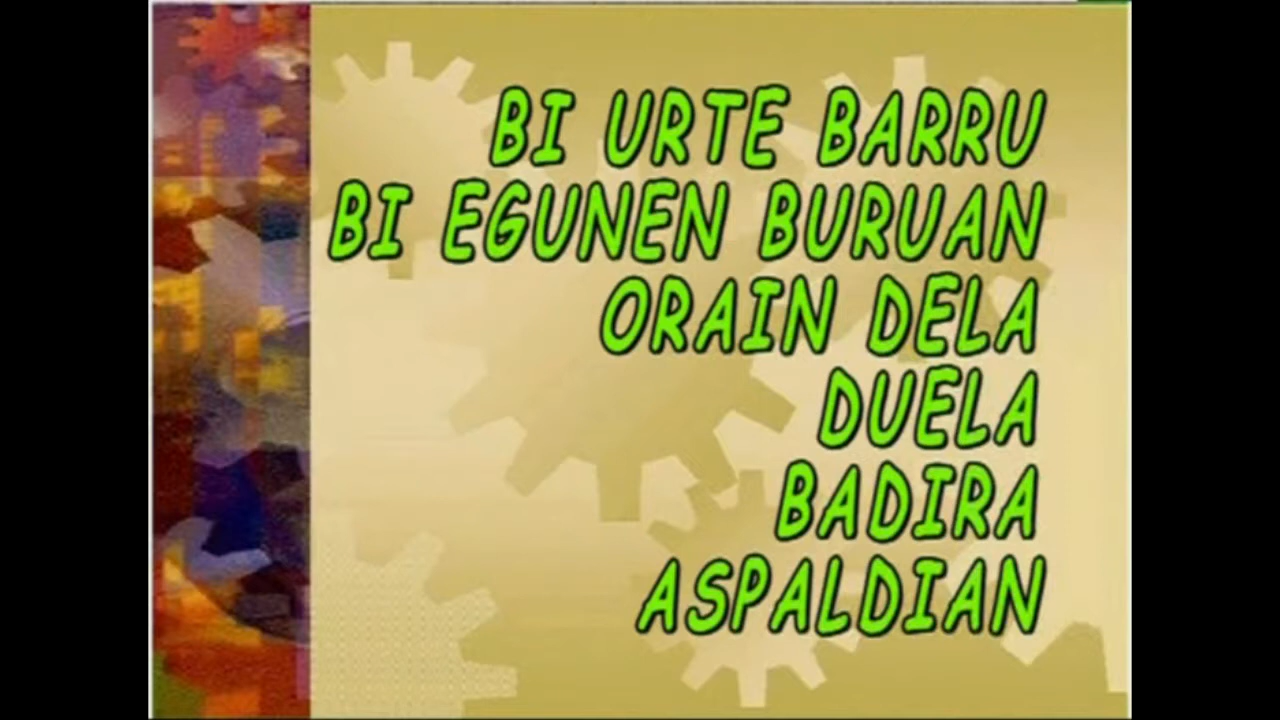 BI URTE BARRU
BI EGUNEN BURUAN
ORAIN DELA
DUELA
BADIRA
ASPALDIAN